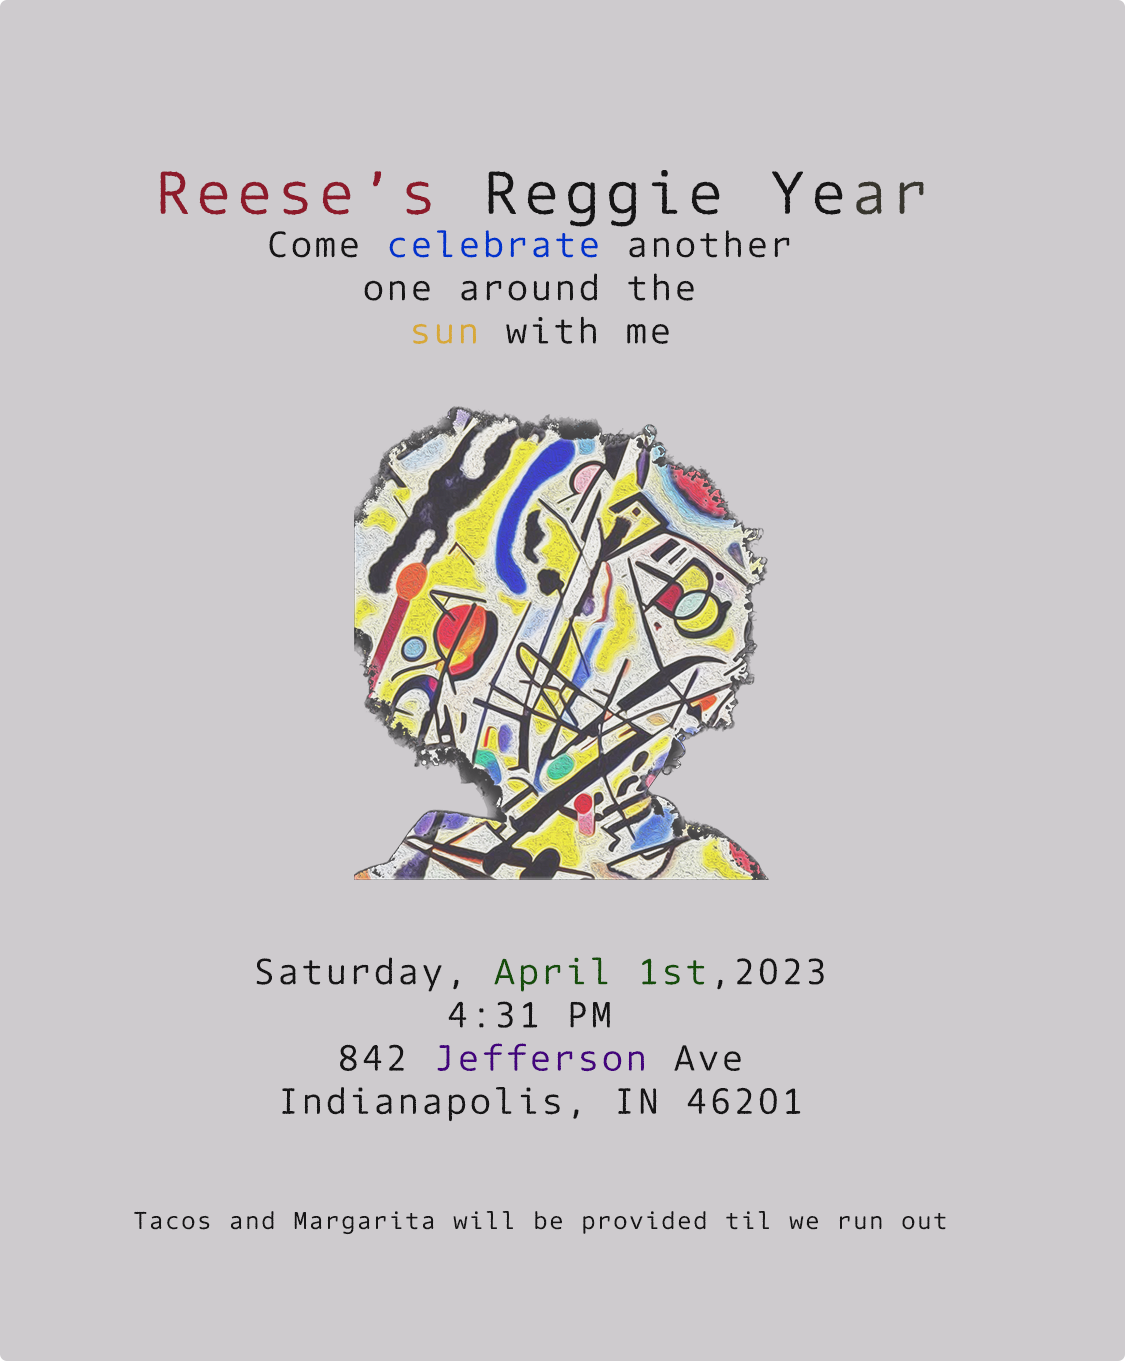 Reese’s Reggie Year
Come celebrate another
one around the
sun with me
Saturday, April 1st,2023
4:31 PM
842 Jefferson Ave
Indianapolis, IN 46201
Tacos and Margarita will be provided til we run out